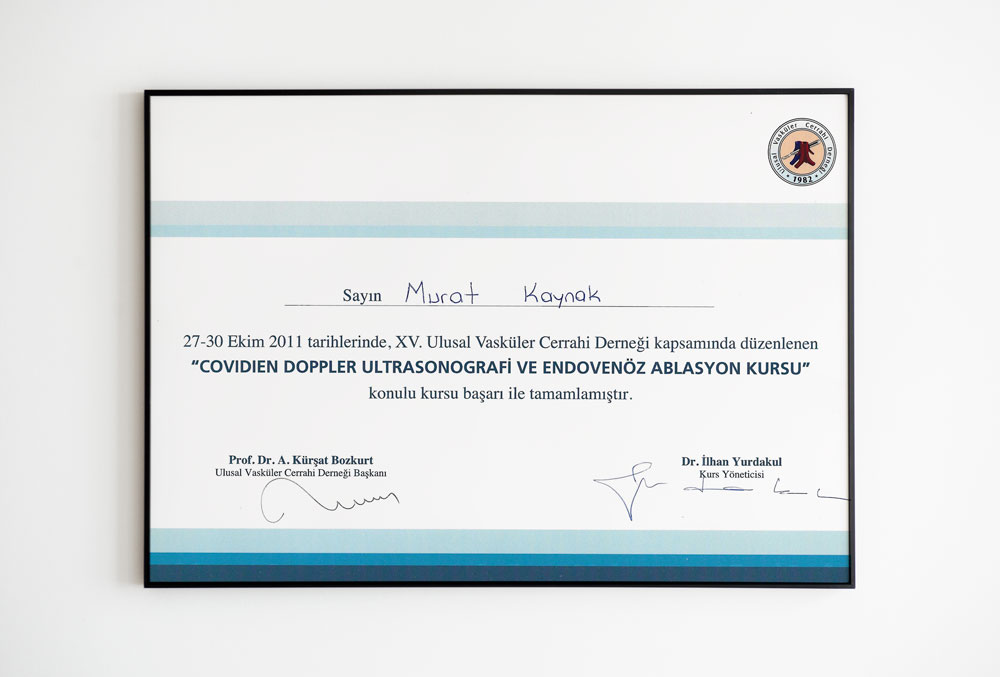 Ulusal Vasküler Cerrahi Derneği
1982
Sayın Murat Kaynak
27-30 Ekim 2011 tarihlerinde, XV. Ulusal Vasküler Cerrahi Derneği kapsamında düzenlenen
“COVIDIEN DOPPLER ULTRASONOGRAFİ VE ENDOVENÖZ ABLASYON KURSU”
konulu kursu başarı ile tamamlamıştır.
Prof. Dr. A. Kürşat Bozkurt
Ulusal Vasküler Cerrahi Derneği Başkanı
Dr. İlhan Yurdakul
Kurs Yöneticisi